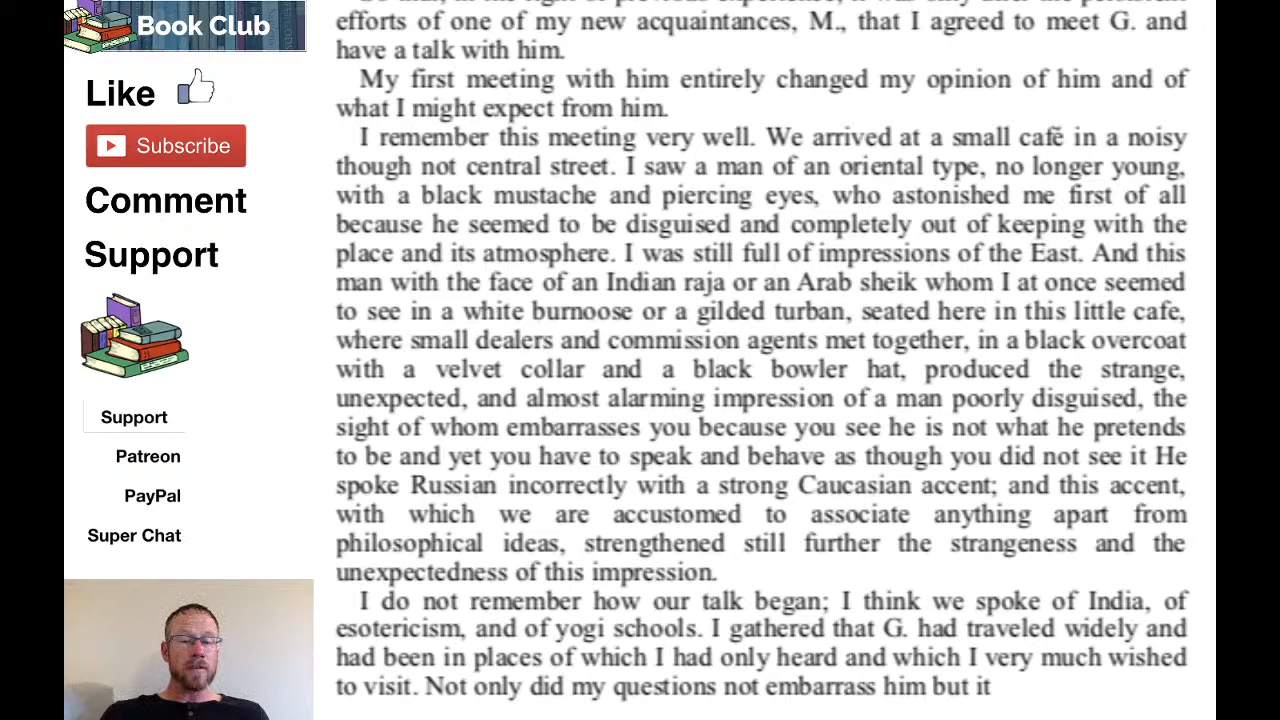 Book Club
Like
Subscribe
Comment
Support
Support
Patreon
PayPal
Super Chat
efforts of one of my new acquaintances, M., that I agreed to meet G. and
have a talk with him.
My first meeting with him entirely changed my opinion of him and of
what I might expect from him.
I remember this meeting very well. We arrived at a small café in a noisy
though not central street. I saw a man of an oriental type, no longer young,
with a black mustache and piercing eyes, who astonished me first of all
because he seemed to be disguised and completely out of keeping with the
place and its atmosphere. I was still full of impressions of the East. And this
man with the face of an Indian raja or an Arab sheik whom I at once seemed
to see in a white burnoose or a gilded turban, seated here in this little cafe,
where small dealers and commission agents met together, in a black overcoat
with a velvet collar and a black bowler hat, produced the strange,
unexpected, and almost alarming impression of a man poorly disguised, the
sight of whom embarrasses you because you see he is not what he pretends
to be and yet you have to speak and behave as though you did not see it He
spoke Russian incorrectly with a strong Caucasian accent; and this accent,
with which we are accustomed to associate anything apart from
philosophical ideas, strengthened still further the strangeness and the
unexpectedness of this impression.
I do not remember how our talk began; I think we spoke of India, of
esotericism, and of yogi schools. I gathered that G. had traveled widely and
had been in places of which I had only heard and which I very much wished
to visit. Not only did my questions not embarrass him but it